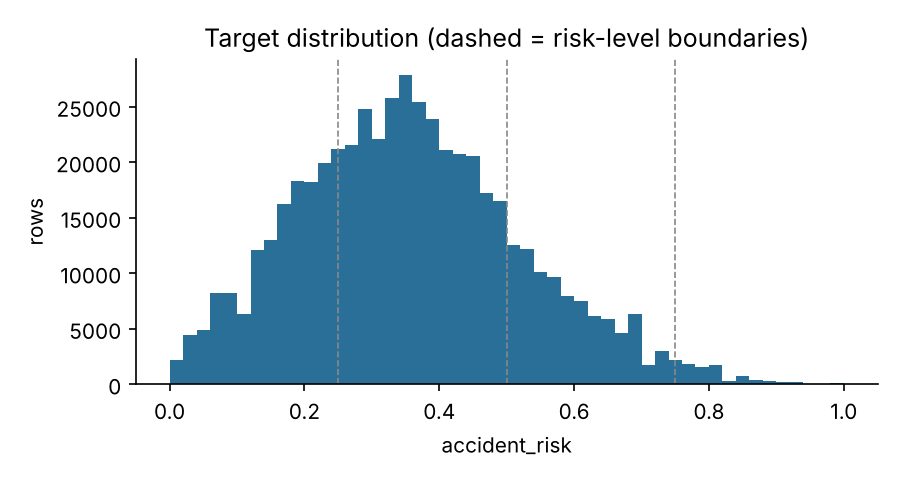 Target distribution (dashed = risk-level boundaries)
rows
25000
20000
15000
10000
5000
0
0.0 0.2 0.4 0.6 0.8 1.0
accident_risk